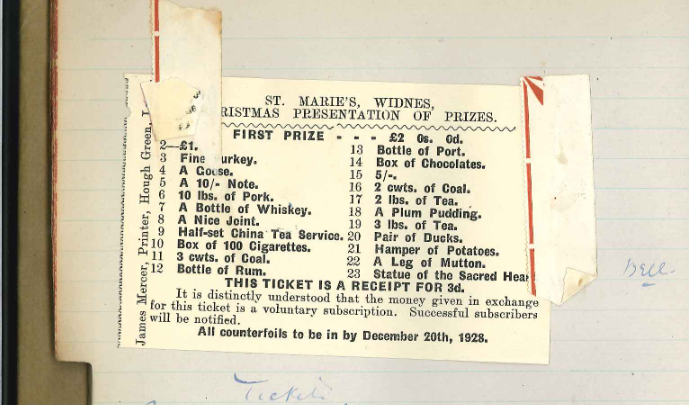 ST. MARIE'S, WIDNES,
RISTMAS PRESENTATION OF PRIZES.
FIRST PRIZE - - - £2 0s. 0d.
2—£1.
3 Fine urkey.
4 A Goose.
5 A 10/- Note.
6 10 lbs. of Pork.
7 A Bottle of Whiskey.
8 A Nice Joint.
9 Half-set China Tea Service.
10 Box of 100 Cigarettes.
11 3 cwts. of Coal.
12 Bottle of Rum.
13 Bottle of Port.
14 Box of Chocolates.
15 5/-.
16 2 cwts. of Coal.
17 2 lbs. of Tea.
18 A Plum Pudding.
19 3 lbs. of Tea.
20 Pair of Ducks.
21 Hamper of Potatoes.
22 A Leg of Mutton.
23 Statue of the Sacred Hea
THIS TICKET IS A RECEIPT FOR 3d.
It is distinctly understood that the money given in exchange
for this ticket is a voluntary subscription. Successful subscribers
will be notified.
All counterfoils to be in by December 20th, 1928.
James Mercer, Printer, Hough Green,
Tickets